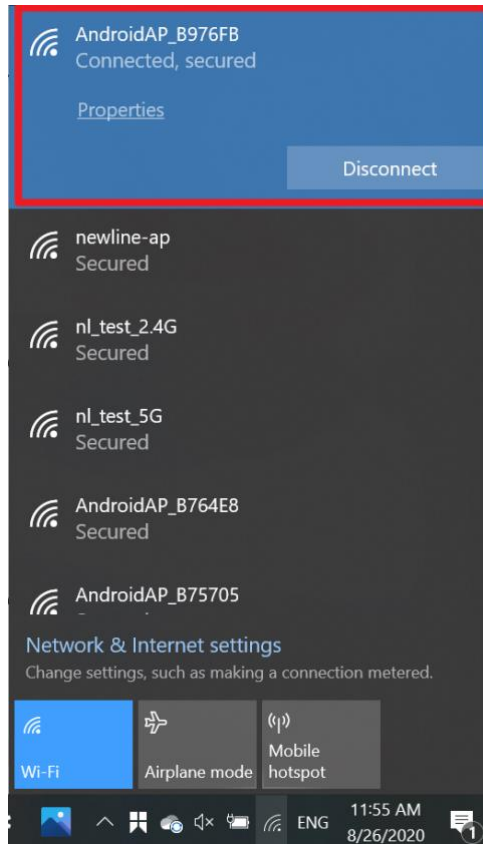 AndroidAP_B976FB
Connected, secured
Properties
Disconnect
newline-ap
Secured
nl_test_2.4G
Secured
nl_test_5G
Secured
AndroidAP_B764E8
Secured
AndroidAP_B75705
Network & Internet settings
Change settings, such as making a connection metered.
Wi-Fi
Airplane mode
Mobile
hotspot
ENG
11:55 AM
8/26/2020
1